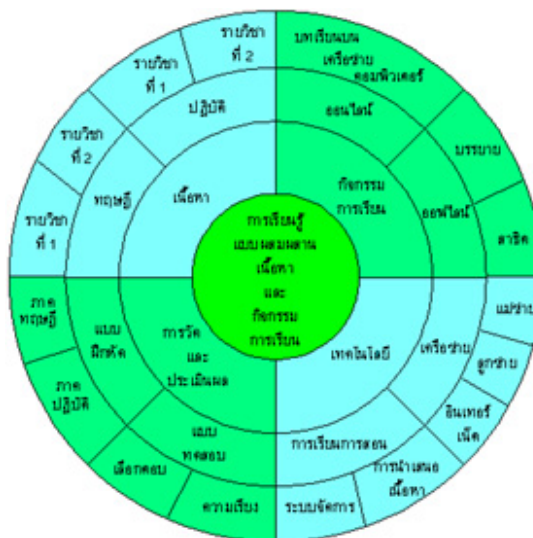 รายวิชา
ที่ 1
รายวิชา
ที่ 2
บทเรียนบน
เครือข่าย
คอมพิวเตอร์
รายวิชา
ที่ 2
ปฏิบัติ
ออนไลน์
บรรยาย
ทฤษฎี
เนื้อหา
กิจกรรม
การเรียน
ออฟไลน์
รายวิชา
ที่ 1
สาธิต
การเรียนรู้
แบบผสมผสาน
เนื้อหา
และ
กิจกรรม
การเรียน
ภาค
ทฤษฎี
แบบ
ฝึกหัด
การวัด
และ
ประเมินผล
เทคโนโลยี
เครือข่าย
แม่ข่าย
ลูกข่าย
ภาค
ปฏิบัติ
อินเทอร์
เน็ต
แบบ
ทดสอบ
การเรียนการสอน
เลือกตอบ
การนำเสนอ
เนื้อหา
ความเรียง
ระบบจัดการ